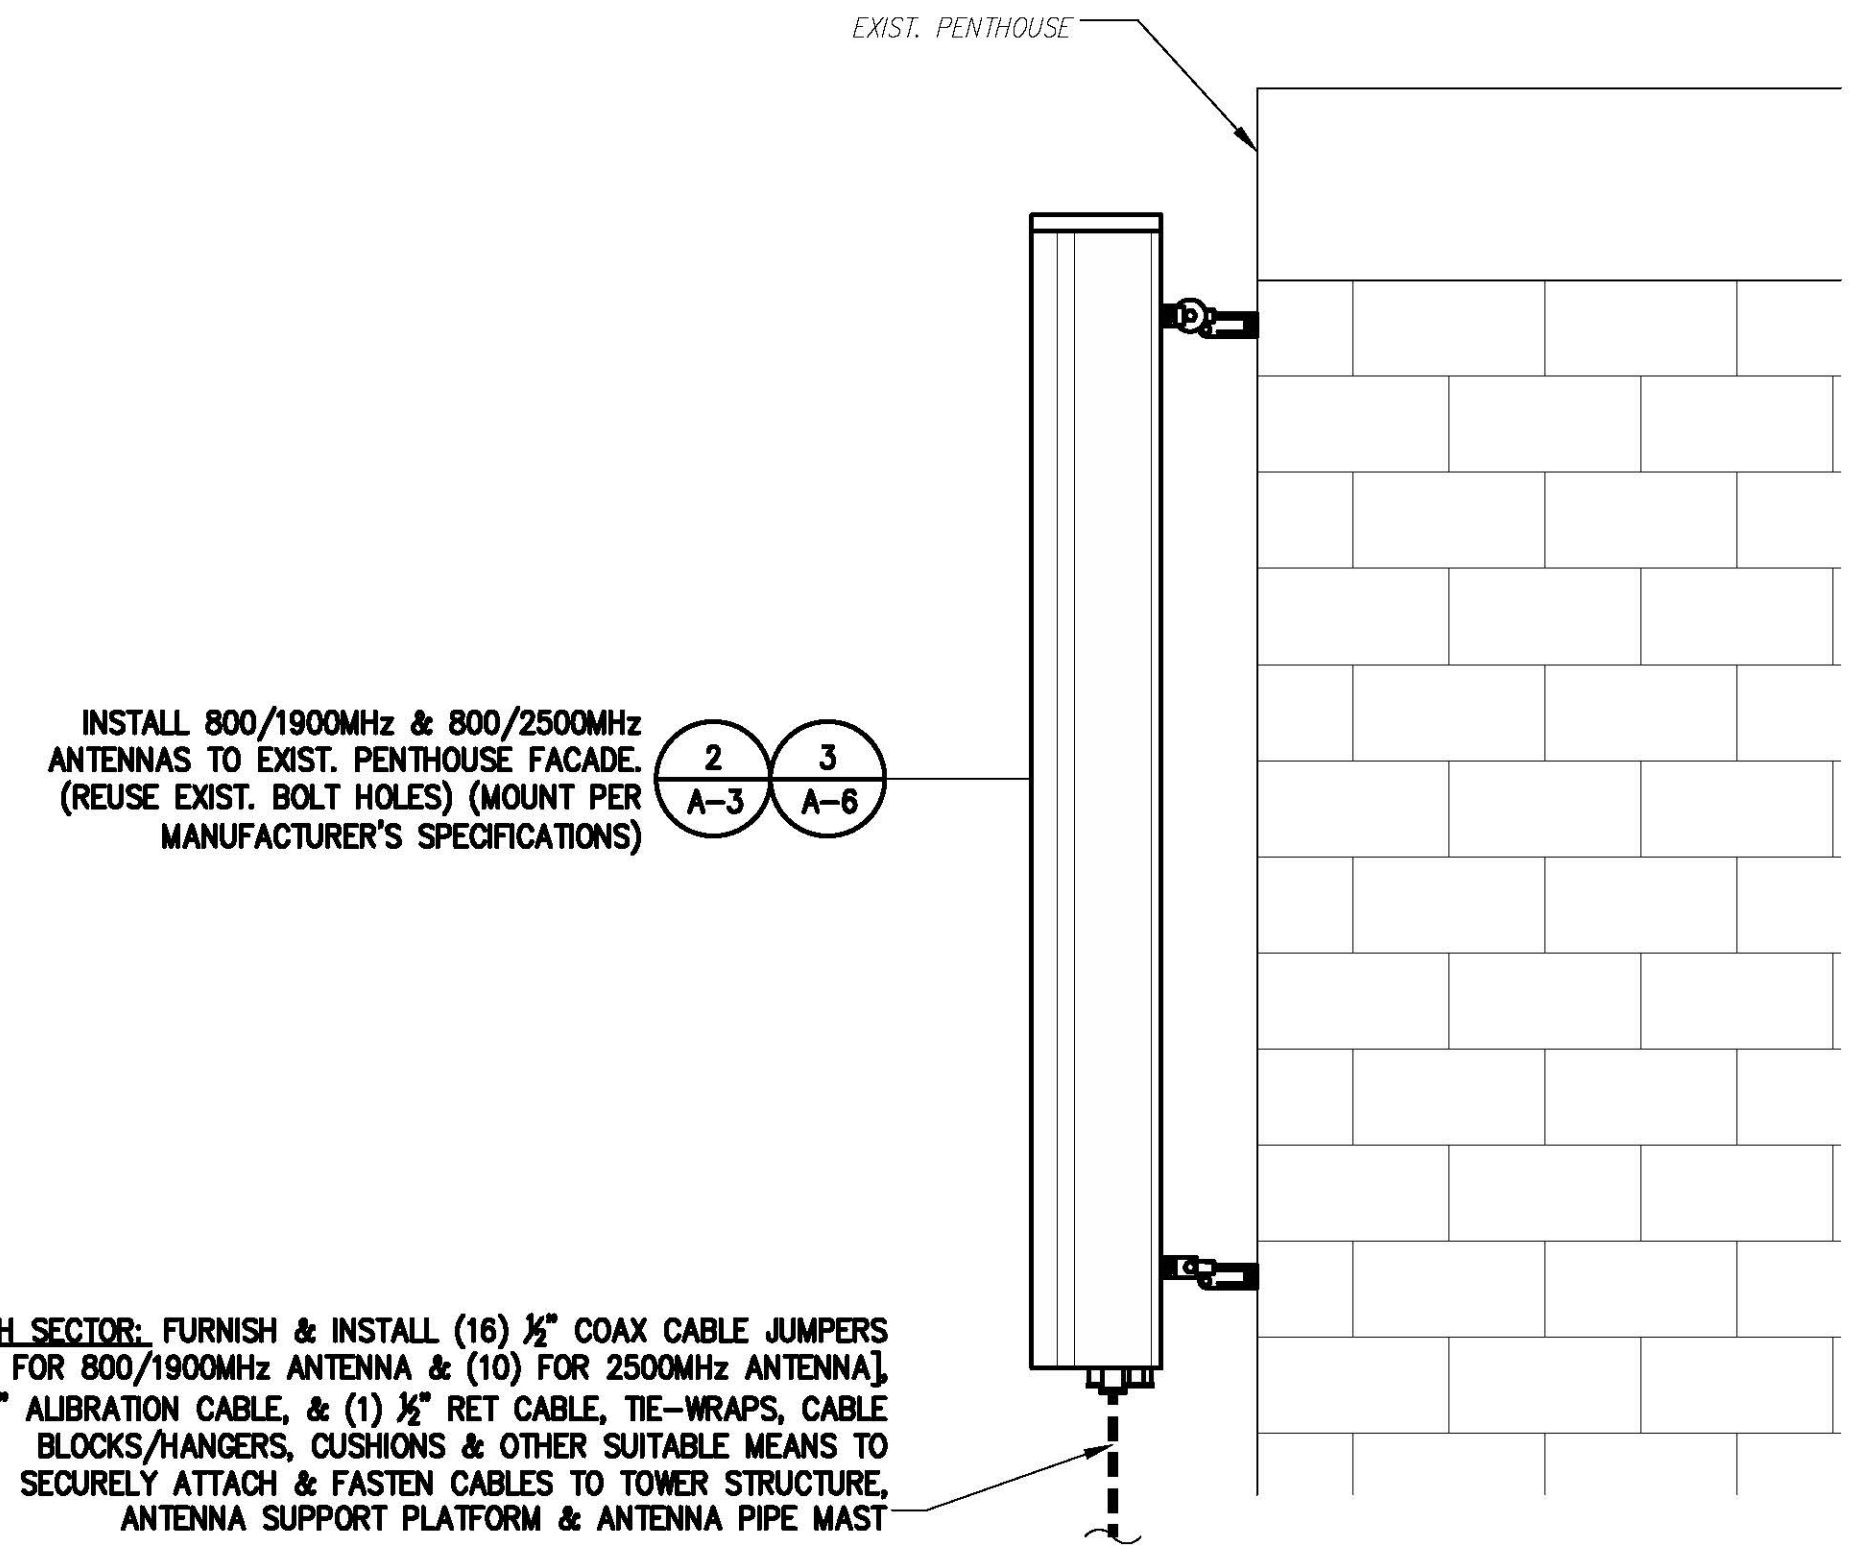 EXIST. PENTHOUSE
INSTALL 800/1900MHz & 800/2500MHz
ANTENNAS TO EXIST. PENTHOUSE FACADE.
(REUSE EXIST. BOLT HOLES) (MOUNT PER
MANUFACTURER'S SPECIFICATIONS)
2 3
A-3 A-6
H SECTOR: FURNISH & INSTALL (16) ½" COAX CABLE JUMPERS
FOR 800/1900MHz ANTENNA & (10) FOR 2500MHz ANTENNA],
" ALIBRATION CABLE, & (1) ½" RET CABLE, TIE-WRAPS, CABLE
BLOCKS/HANGERS, CUSHIONS & OTHER SUITABLE MEANS TO
SECURELY ATTACH & FASTEN CABLES TO TOWER STRUCTURE,
ANTENNA SUPPORT PLATFORM & ANTENNA PIPE MAST